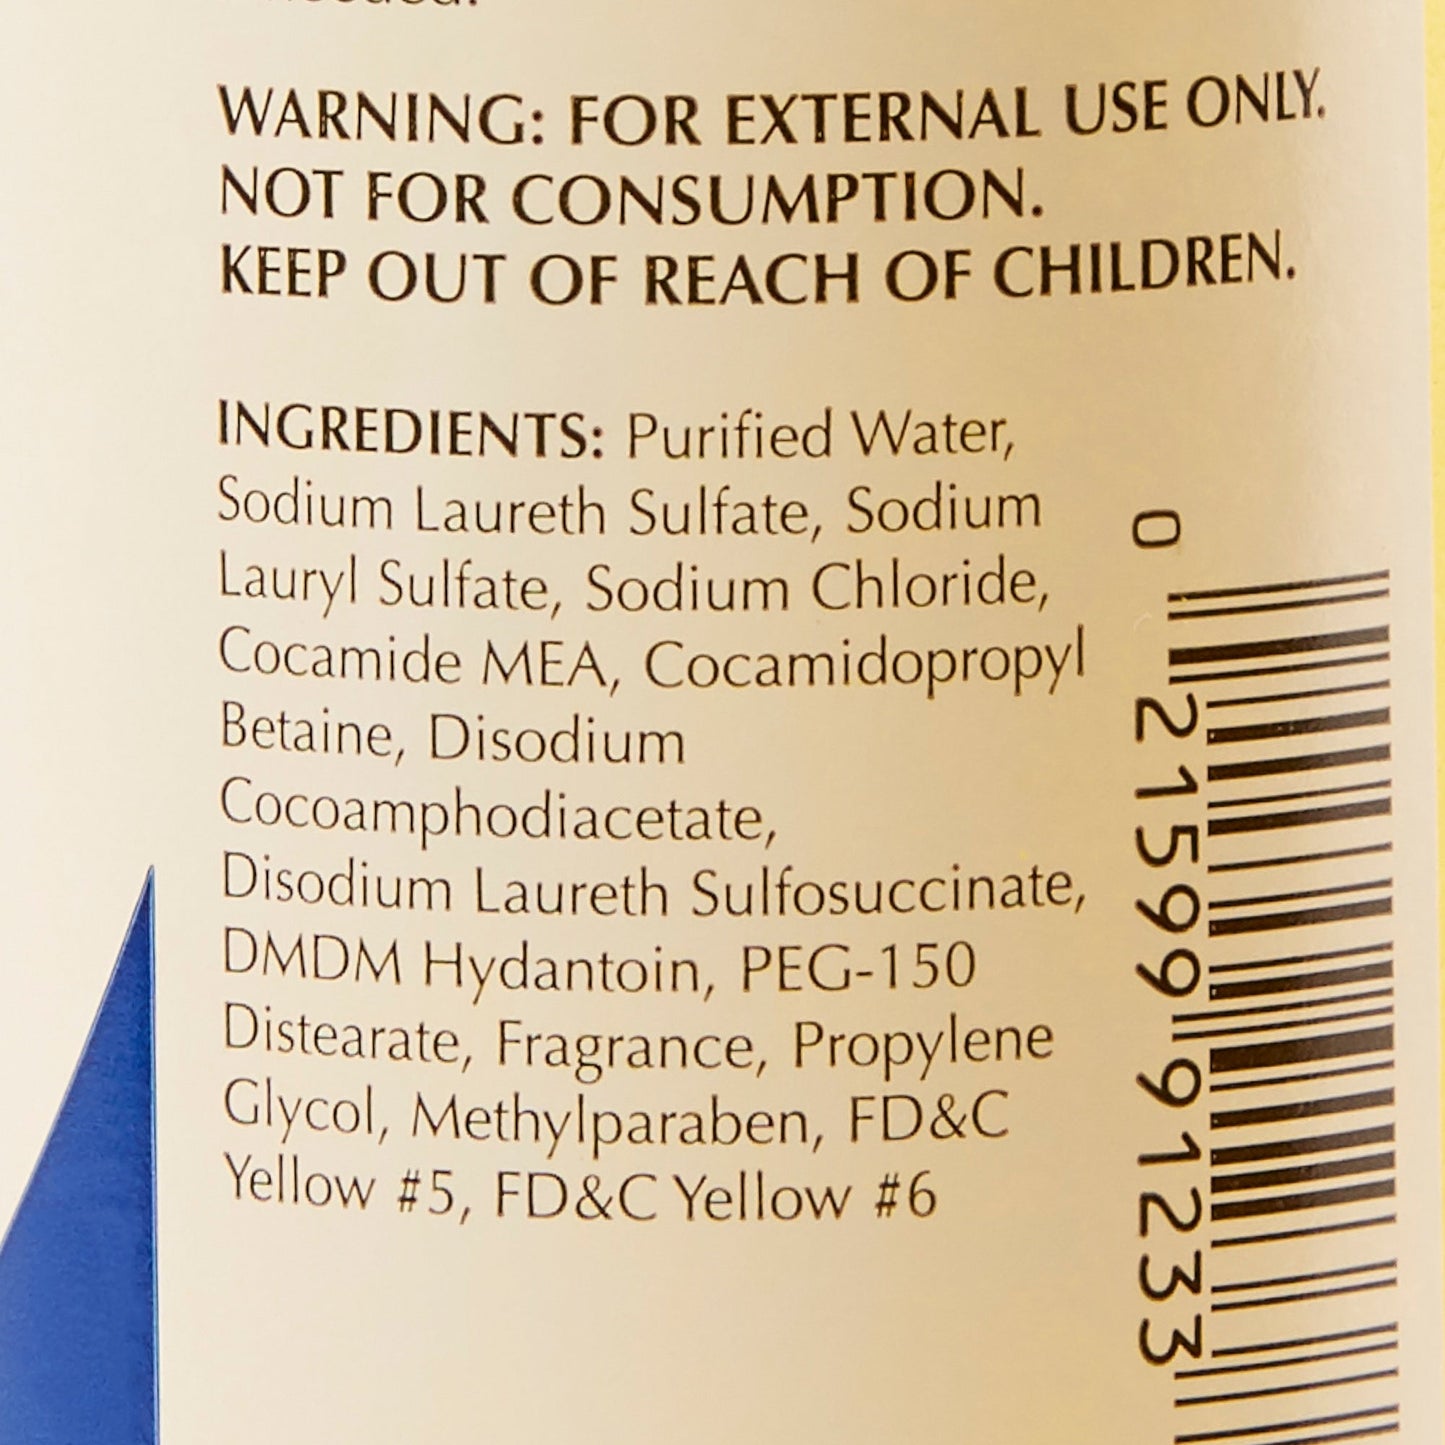 WARNING: FOR EXTERNAL USE ONLY.
NOT FOR CONSUMPTION.
KEEP OUT OF REACH OF CHILDREN.
INGREDIENTS: Purified Water,
Sodium Laureth Sulfate, Sodium
Lauryl Sulfate, Sodium Chloride,
Cocamide MEA, Cocamidopropyl
Betaine, Disodium
Cocoamphodiacetate,
Disodium Laureth Sulfosuccinate,
DMDM Hydantoin, PEG-150
Distearate, Fragrance, Propylene
Glycol, Methylparaben, FD&C
Yellow #5, FD&C Yellow #6
0 21599 91233